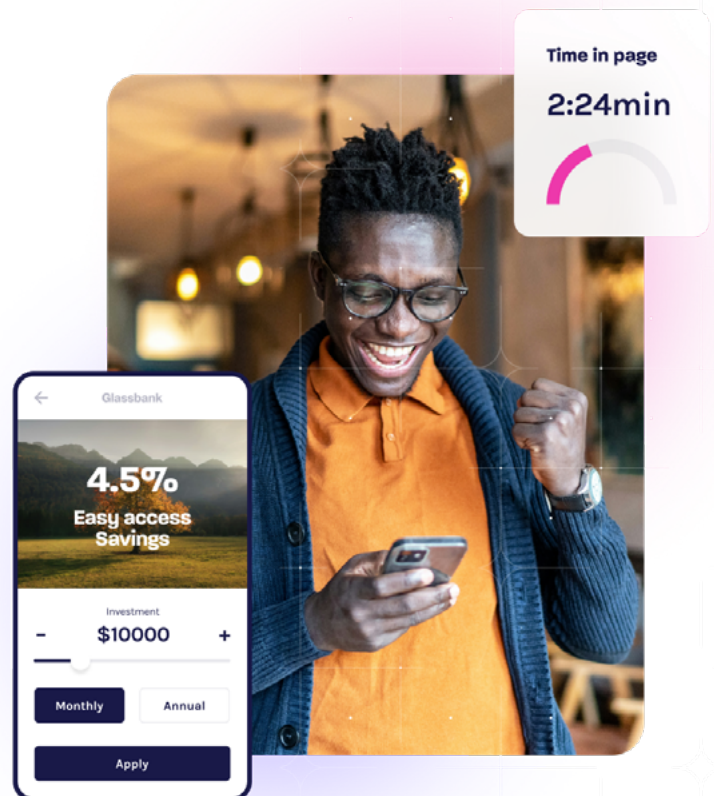 Time in page
2:24min
Glassbank
4.5%
Easy access
Savings
Investment
- $10000 +
Monthly Annual
Apply